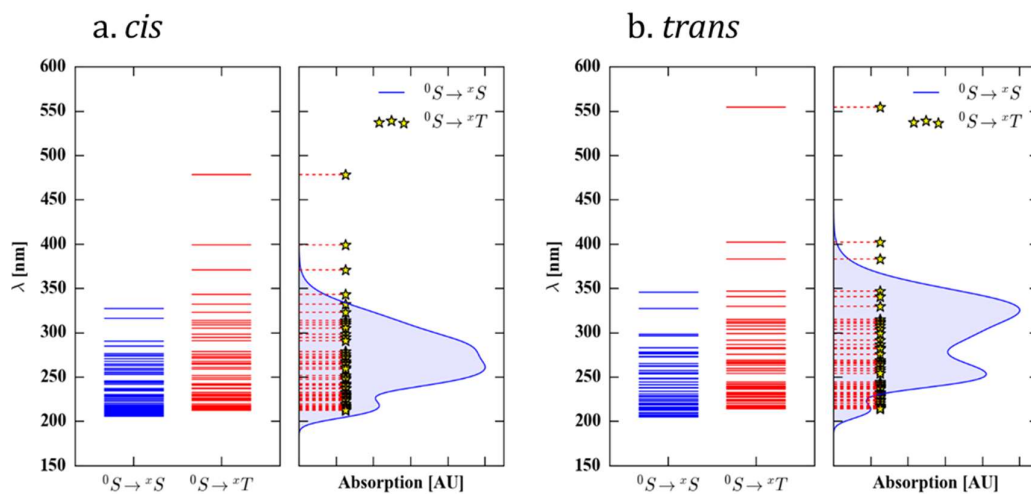 a. cis
600
550
500
450
400
350
300
250
200
150
λ [nm]
⁰S → ˣS
⁰S → ˣT
⁰S → ˣS
⁰S → ˣT
Absorption [AU]
b. trans
600
550
500
450
400
350
300
250
200
150
λ [nm]
⁰S → ˣS
⁰S → ˣT
⁰S → ˣS
⁰S → ˣT
Absorption [AU]